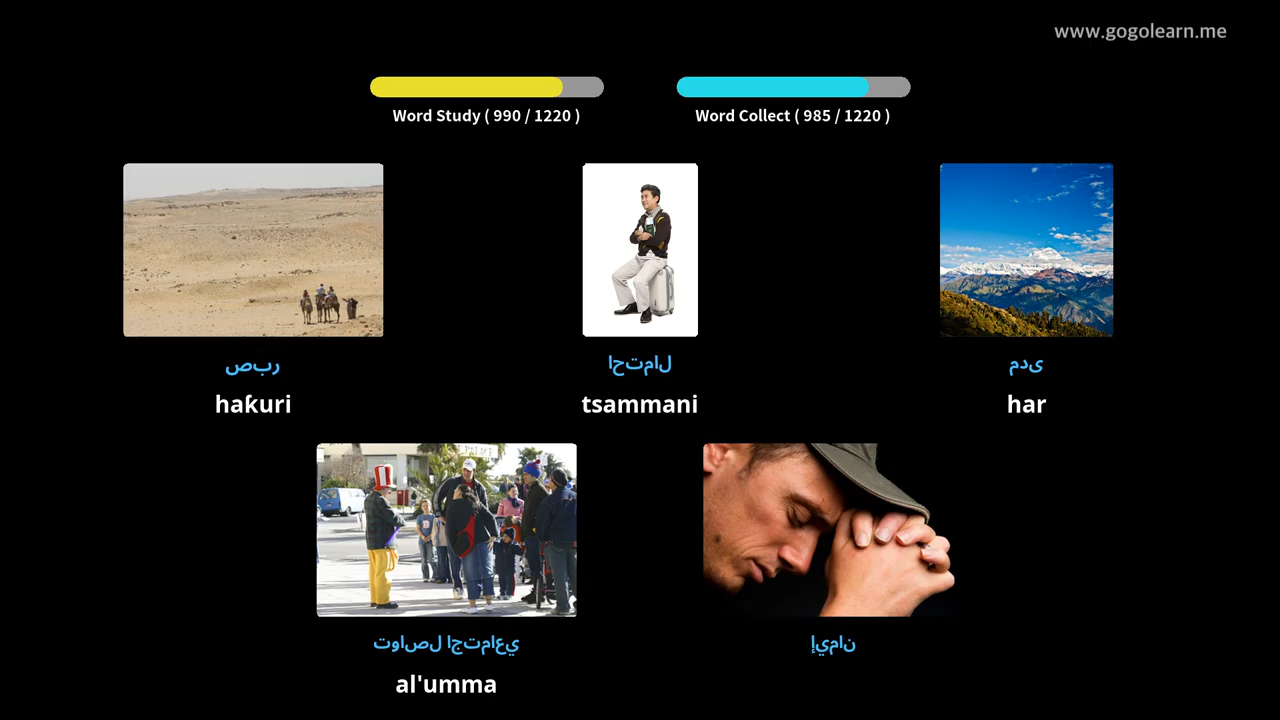 www.gogolearn.me
Word Study ( 990 / 1220 )
Word Collect ( 985 / 1220 )
صبر
احتمال
مدى
haƙuri
tsammani
har
تواصل اجتماعي
إيمان
al'umma